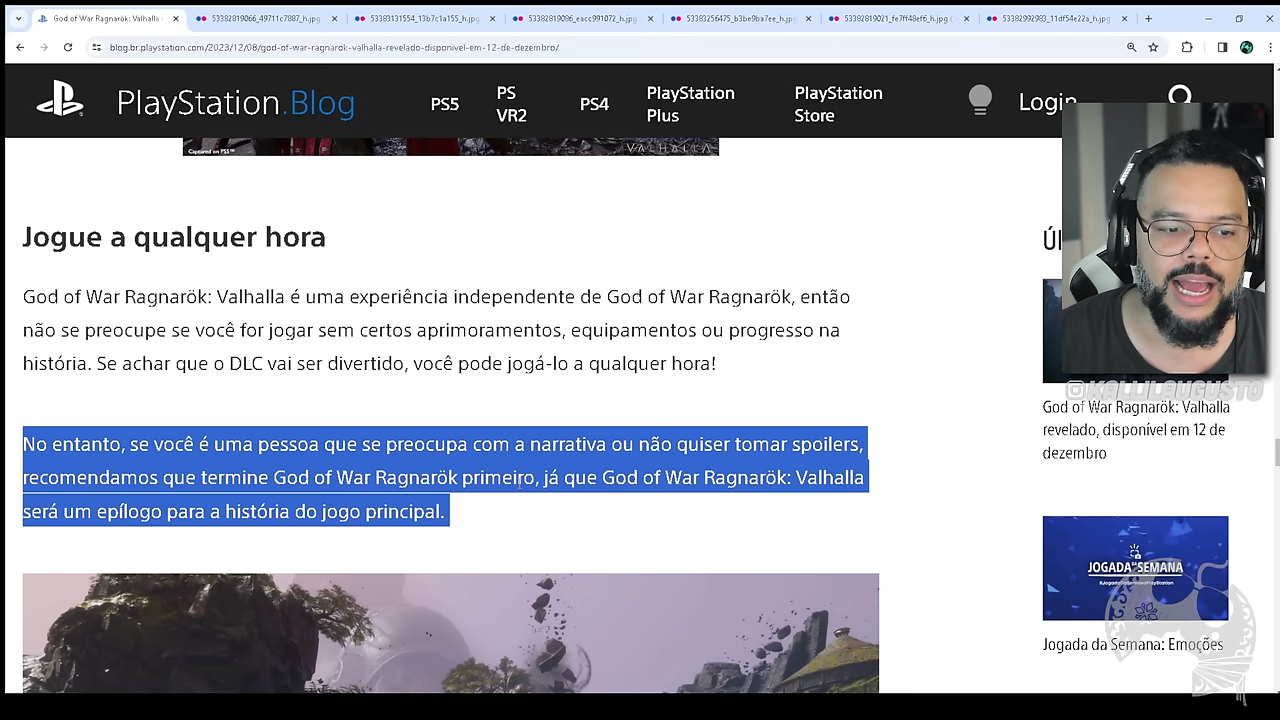 God of War Ragnarök: Valhalla
53382819066_49711c7887_h.jpg
53383131554_13b7c1a155_h.jpg
53382819086_eacc991072_h.jpg
53383256475_b3be9ba7ee_h.jpg
53382819021_fe7ff48ef6_h.jpg
53382992983_11df54e22a_h.jpg
blog.br.playstation.com/2023/12/08/god-of-war-ragnarok-valhalla-revelado-disponivel-em-12-de-dezembro/
PlayStation.Blog
PS5
PS VR2
PS4
PlayStation Plus
PlayStation Store
Login
Captured on PS5™
VALHALLA
Jogue a qualquer hora
God of War Ragnarök: Valhalla é uma experiência independente de God of War Ragnarök, então
não se preocupe se você for jogar sem certos aprimoramentos, equipamentos ou progresso na
história. Se achar que o DLC vai ser divertido, você pode jogá-lo a qualquer hora!
No entanto, se você é uma pessoa que se preocupa com a narrativa ou não quiser tomar spoilers,
recomendamos que termine God of War Ragnarök primeiro, já que God of War Ragnarök: Valhalla
será um epílogo para a história do jogo principal.
@KALLILAUGUSTO
God of War Ragnarök: Valhalla
revelado, disponível em 12 de
dezembro
JOGADA DA SEMANA
#JogadaDaSemanaPlayStation
Jogada da Semana: Emoções